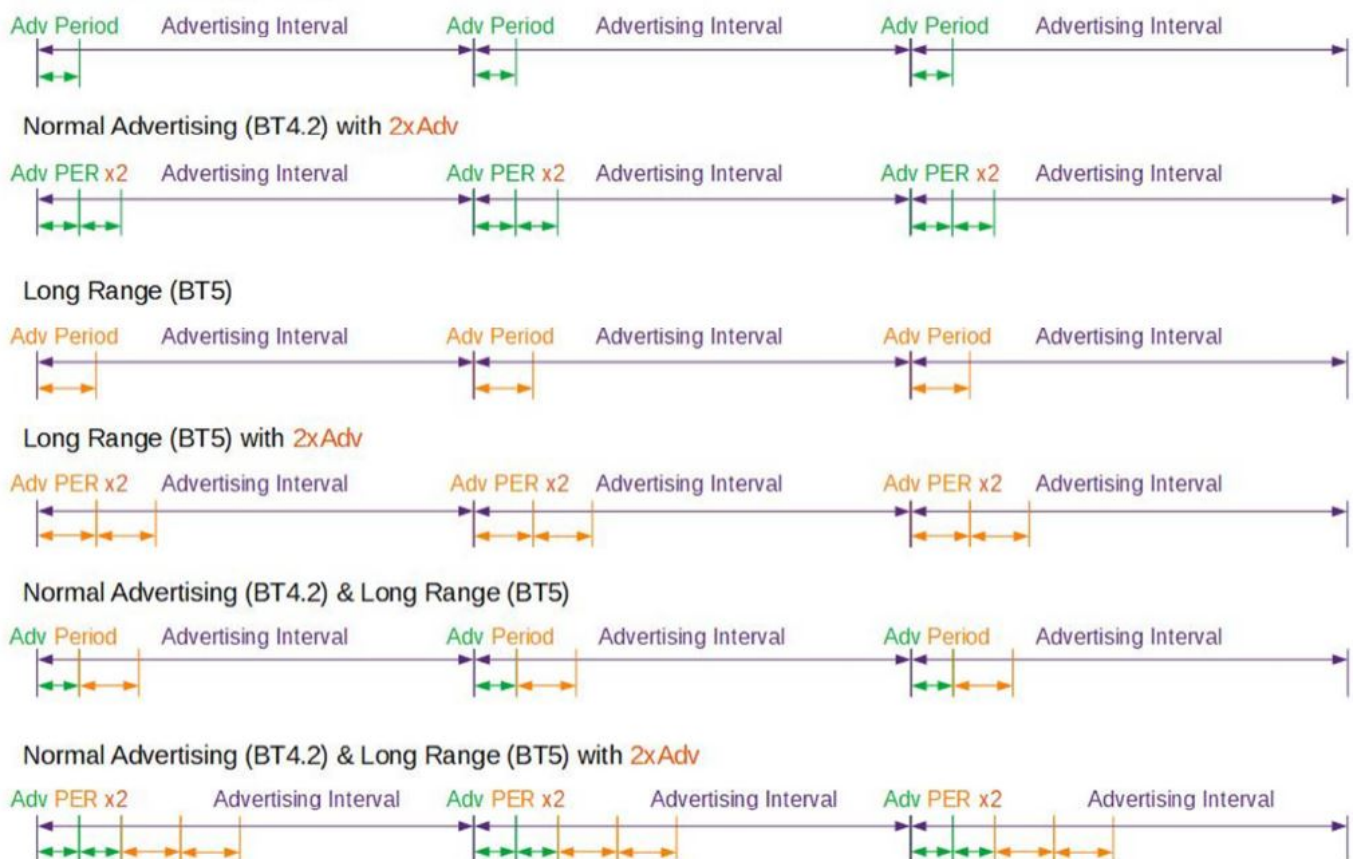 Adv Period Advertising Interval Adv Period Advertising Interval Adv Period Advertising Interval
Normal Advertising (BT4.2) with 2xAdv
Adv PER x2 Advertising Interval Adv PER x2 Advertising Interval Adv PER x2 Advertising Interval
Long Range (BT5)
Adv Period Advertising Interval Adv Period Advertising Interval Adv Period Advertising Interval
Long Range (BT5) with 2xAdv
Adv PER x2 Advertising Interval Adv PER x2 Advertising Interval Adv PER x2 Advertising Interval
Normal Advertising (BT4.2) & Long Range (BT5)
Adv Period Advertising Interval Adv Period Advertising Interval Adv Period Advertising Interval
Normal Advertising (BT4.2) & Long Range (BT5) with 2xAdv
Adv PER x2 Advertising Interval Adv PER x2 Advertising Interval Adv PER x2 Advertising Interval